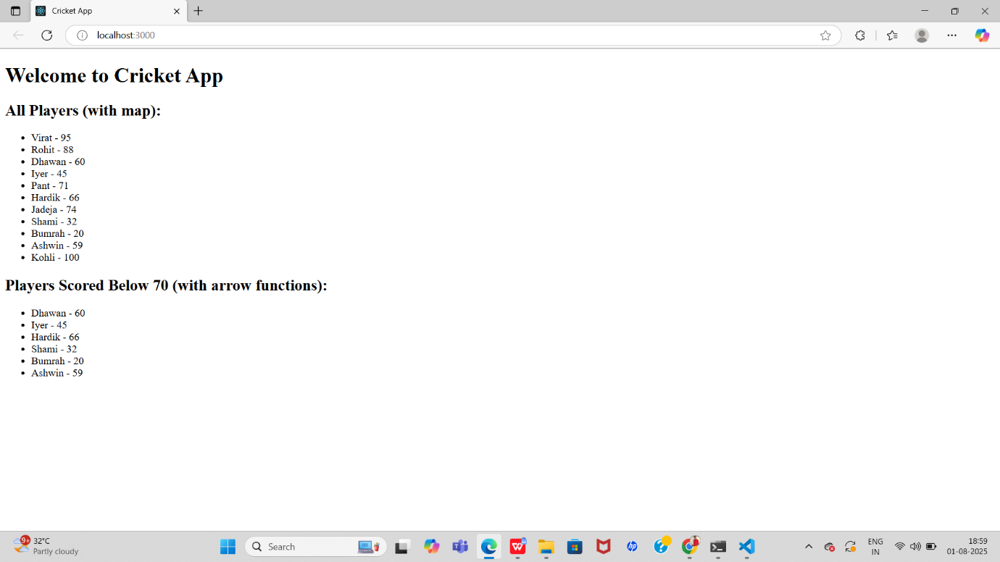 Cricket App
localhost:3000
Welcome to Cricket App
All Players (with map):
Virat - 95
Rohit - 88
Dhawan - 60
Iyer - 45
Pant - 71
Hardik - 66
Jadeja - 74
Shami - 32
Bumrah - 20
Ashwin - 59
Kohli - 100
Players Scored Below 70 (with arrow functions):
Dhawan - 60
Iyer - 45
Hardik - 66
Shami - 32
Bumrah - 20
Ashwin - 59
9+
32°C
Partly cloudy
Search
hp
ENG
IN
18:59
01-08-2025